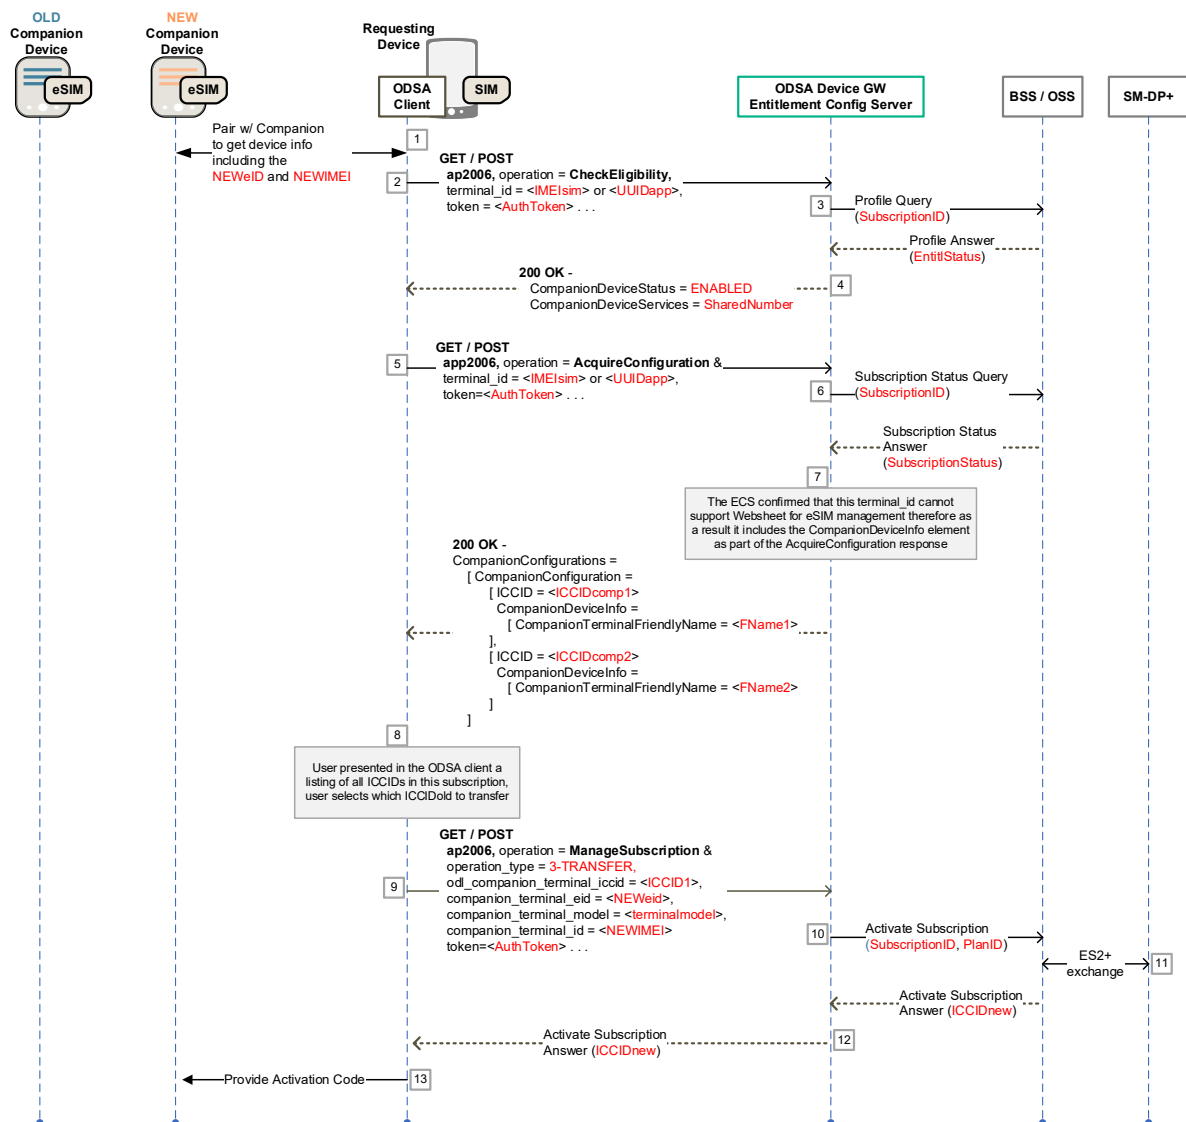 OLD
Companion
Device
eSIM
NEW
Companion
Device
eSIM
Requesting
Device
ODSA
Client
SIM
ODSA Device GW
Entitlement Config Server
BSS / OSS
SM-DP+
1
Pair w/ Companion
to get device info
including the
NEWeID and NEWIMEI
2
GET / POST
ap2006, operation = CheckEligibility,
terminal_id = <IMEIsim> or <UUIDapp>,
token = <AuthToken> . . .
3
Profile Query
(SubscriptionID)
Profile Answer
(EntitlStatus)
4
200 OK -
CompanionDeviceStatus = ENABLED
CompanionDeviceServices = SharedNumber
5
GET / POST
app2006, operation = AcquireConfiguration &
terminal_id = <IMEIsim> or <UUIDapp>,
token=<AuthToken> . . .
6
Subscription Status Query
(SubscriptionID)
Subscription Status
Answer
(SubscriptionStatus)
7
The ECS confirmed that this terminal_id cannot
support Websheet for eSIM management therefore as
a result it includes the CompanionDeviceInfo element
as part of the AcquireConfiguration response
200 OK -
CompanionConfigurations =
[ CompanionConfiguration =
[ ICCID = <ICCIDcomp1>
CompanionDeviceInfo =
[ CompanionTerminalFriendlyName = <FName1>
],
[ ICCID = <ICCIDcomp2>
CompanionDeviceInfo =
[ CompanionTerminalFriendlyName = <FName2>
]
]
8
User presented in the ODSA client a
listing of all ICCIDs in this subscription,
user selects which ICCIDold to transfer
9
GET / POST
ap2006, operation = ManageSubscription &
operation_type = 3-TRANSFER,
odl_companion_terminal_iccid = <ICCID1>,
companion_terminal_eid = <NEWeid>,
companion_terminal_model = <terminalmodel>,
companion_terminal_id = <NEWIMEI>
token=<AuthToken> . . .
10
Activate Subscription
(SubscriptionID, PlanID)
ES2+
exchange
11
Activate Subscription
Answer (ICCIDnew)
12
Activate Subscription
Answer (ICCIDnew)
13
Provide Activation Code